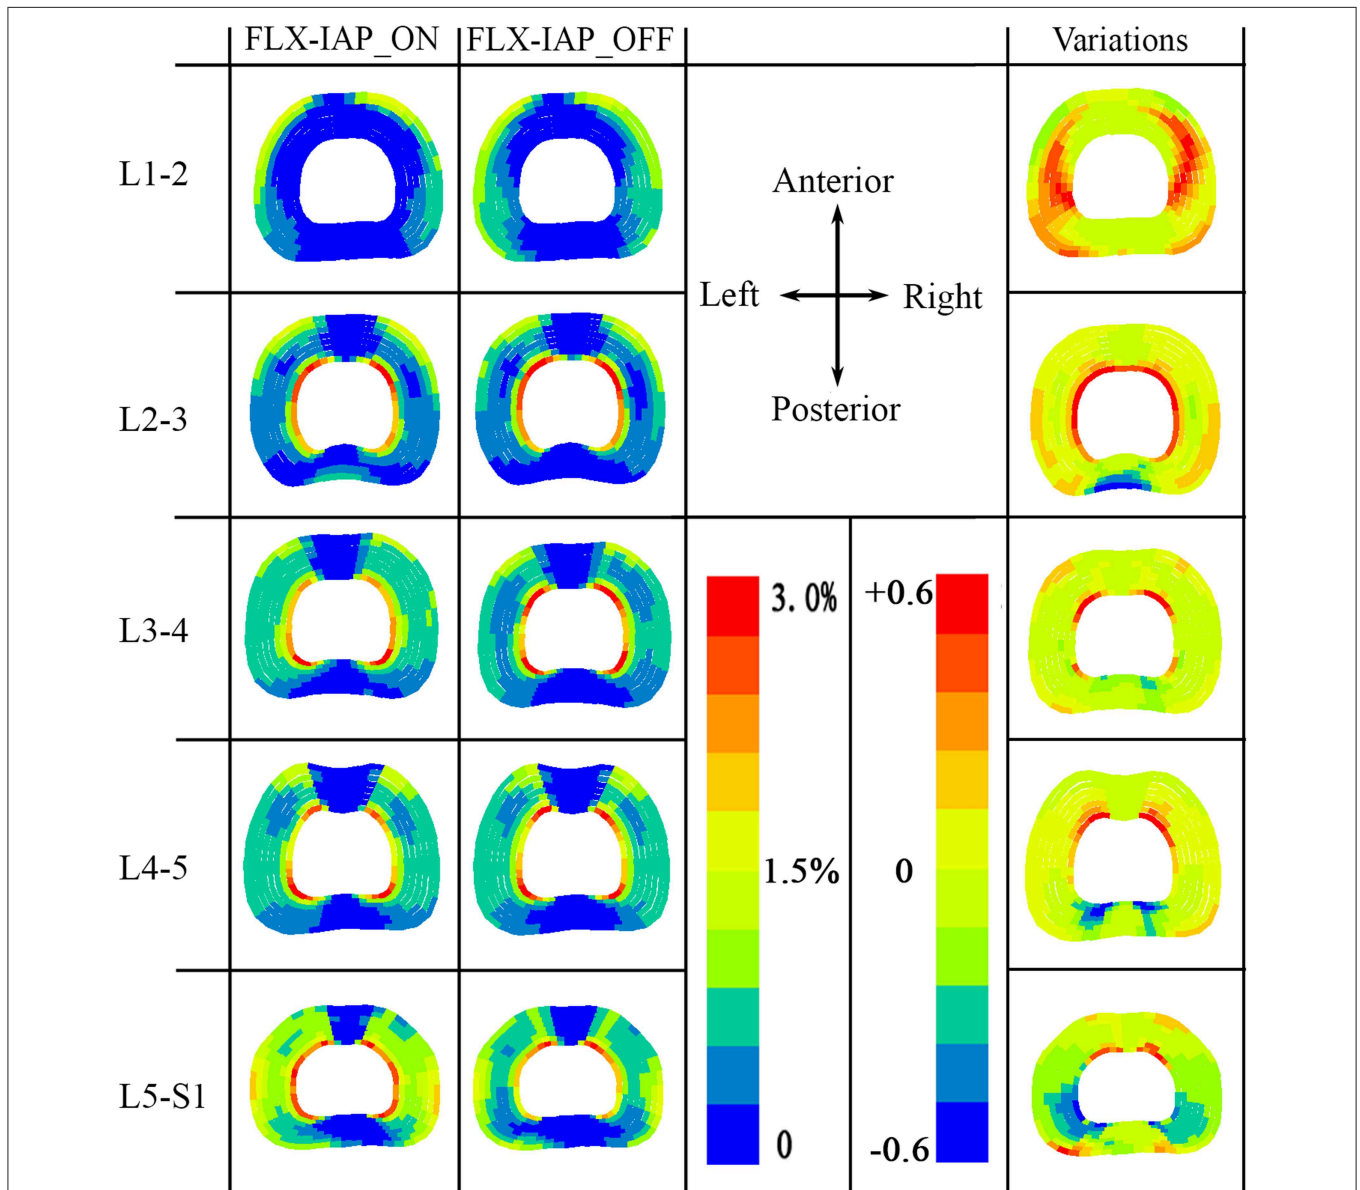 FLX-IAP_ON FLX-IAP_OFF Variations
L1-2
Anterior
Left Right
Posterior
L2-3
L3-4
3.0% +0.6
L4-5
1.5% 0
L5-S1
0 -0.6